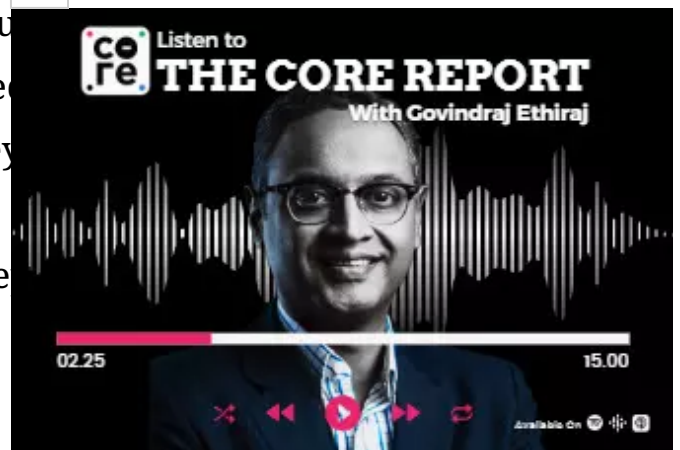 co
re
Listen to
THE CORE REPORT
With Govindraj Ethiraj
02.25
15.00
Available On